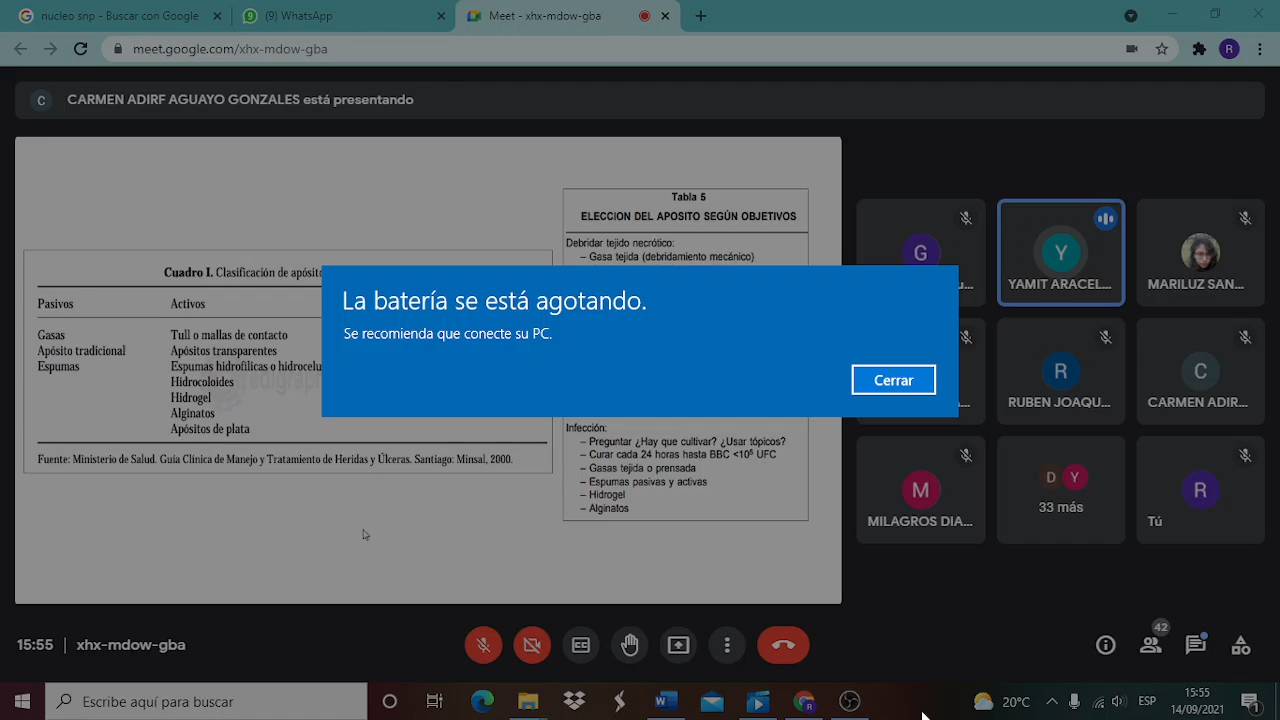 nucleo snp - Buscar con Google
(9) WhatsApp
Meet - xhx-mdow-gba
meet.google.com/xhx-mdow-gba
R
C
CARMEN ADIRF AGUAYO GONZALES está presentando
Cuadro I. Clasificación de apósit
Pasivos
Activos
Gasas
Tull o mallas de contacto
Apósito tradicional
Apósitos transparentes
Espumas
Espumas hidrofílicas o hidrocelu
Hidrocoloides
Hidrogel
Alginatos
Apósitos de plata
Fuente: Ministerio de Salud. Guía Clínica de Manejo y Tratamiento de Heridas y Úlceras. Santiago: Minsal, 2000.
Tabla 5
ELECCION DEL APOSITO SEGÚN OBJETIVOS
Debridar tejido necrótico:
– Gasa tejida (debridamiento mecánico)
La batería se está agotando.
Se recomienda que conecte su PC.
Cerrar
Infección:
– Preguntar ¿Hay que cultivar? ¿Usar tópicos?
– Curar cada 24 horas hasta BBC <10⁶ UFC
– Gasas tejida o prensada
– Espumas pasivas y activas
– Hidrogel
– Alginatos
G
Y
YAMIT ARACEL...
MARILUZ SAN...
R
RUBEN JOAQU...
C
CARMEN ADIR...
M
MILAGROS DIA...
D
Y
33 más
R
Tú
15:55 | xhx-mdow-gba
42
Escribe aquí para buscar
20°C
ESP
15:55
14/09/2021
1